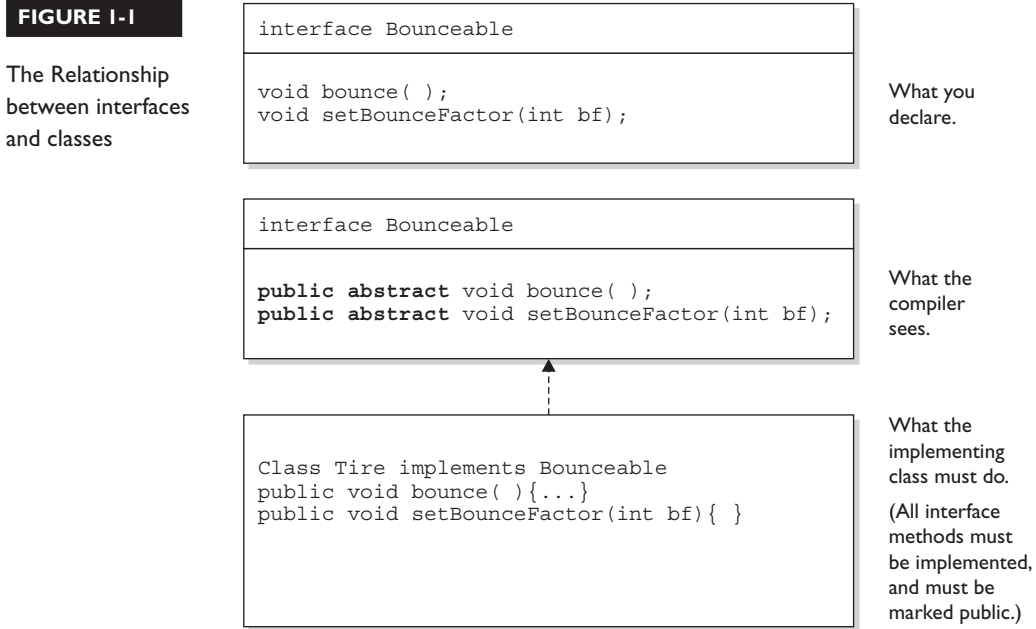 FIGURE 1-1
The Relationship
between interfaces
and classes
interface Bounceable
void bounce( );
void setBounceFactor(int bf);
What you
declare.
interface Bounceable
public abstract void bounce( );
public abstract void setBounceFactor(int bf);
What the
compiler
sees.
Class Tire implements Bounceable
public void bounce( ){...}
public void setBounceFactor(int bf){ }
What the
implementing
class must do.
(All interface
methods must
be implemented,
and must be
marked public.)